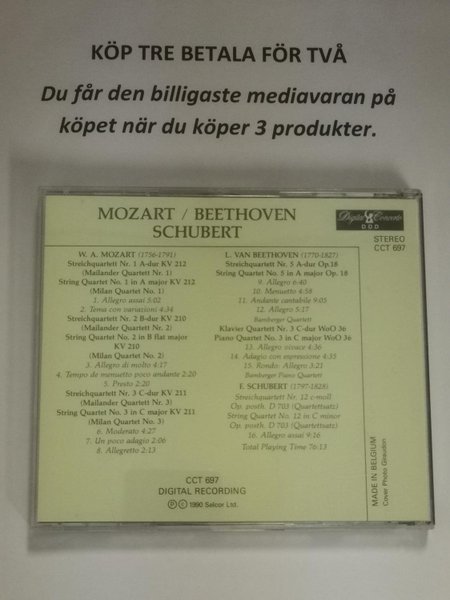 KÖP TRE BETALA FÖR TVÅ
Du får den billigaste mediavaran på
köpet när du köper 3 produkter.
MOZART / BEETHOVEN
SCHUBERT
Digital Concerto
DDD
STEREO
CCT 697
W. A. MOZART (1756-1791)
Streichquartett Nr. 1 A-dur KV 212
(Mailander Quartett Nr. 1)
String Quartet No. 1 in A major KV 212
(Milan Quartet No. 1)
1. Allegro assai 5:02
2. Tema con variazioni 4:34
Streichquartett Nr. 2 B-dur KV 210
(Mailander Quartett Nr. 2)
String Quartet No. 2 in B flat major
KV 210
(Milan Quartet No. 2)
3. Allegro di molto 4:17
4. Tempo de menuetto poco andante 2:20
5. Presto 2:20
Streichquartett Nr. 3 C-dur KV 211
(Mailander Quartett Nr. 3)
String Quartet No. 3 in C major KV 211
(Milan Quartet No. 3)
6. Moderato 4:27
7. Un poco adagio 2:06
8. Allegretto 2:13
L. VAN BEETHOVEN (1770-1827)
Streichquartett Nr. 5 A-dur Op.18
String Quartet No. 5 in A major Op. 18
9. Allegro 6:40
10. Menuetto 4:58
11. Andante cantabile 9:05
12. Allegro 5:17
Bamberger Quartett
Klavier Quartett Nr. 3 C-dur WoO 36
Piano Quartet No. 3 in C major WoO 36
13. Allegro vivace 4:36
14. Adagio con espressione 4:35
15. Rondo: Allegro 3:21
Bamberger Piano Quartett
F. SCHUBERT (1797-1828)
Streichquartett Nr. 12 c-moll
Op. posth. D 703 (Quartettsatz)
String Quartet No. 12 in C minor
Op. posth. D 703 (Quartettsatz)
16. Allegro assai 9:16
Total Playing Time 76:13
CCT 697
DIGITAL RECORDING
Ⓟ © 1990 Selcor Ltd.
MADE IN BELGIUM
Cover Photo Giraudon